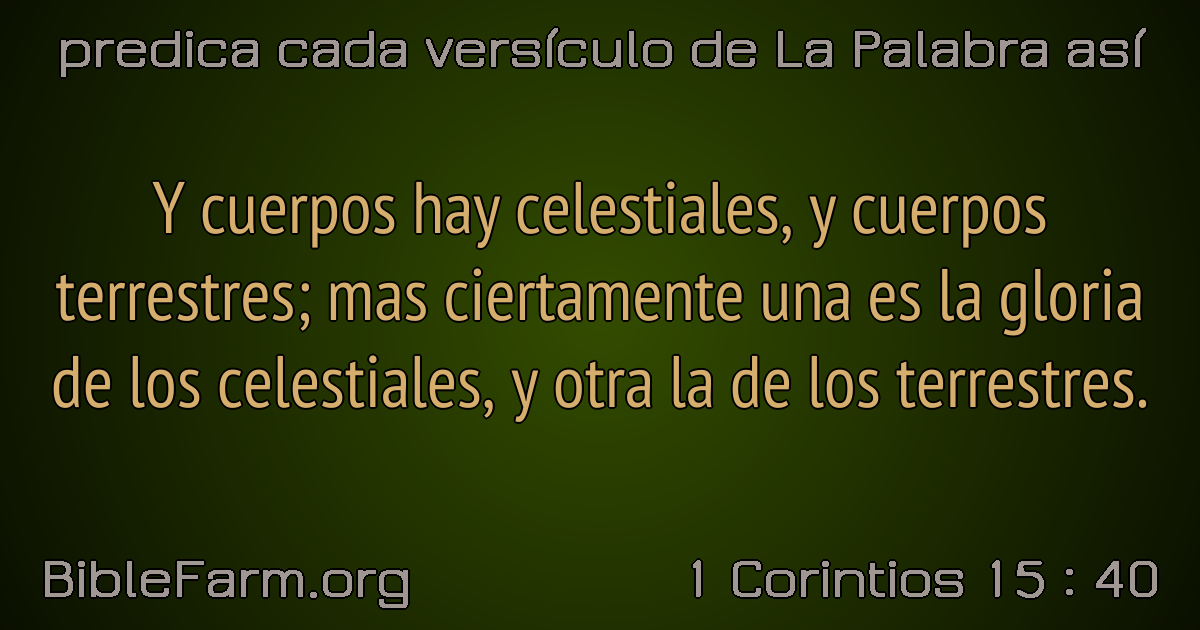 predica cada versículo de La Palabra así
Y cuerpos hay celestiales, y cuerpos
terrestres; mas ciertamente una es la gloria
de los celestiales, y otra la de los terrestres.
BibleFarm.org
1 Corintios 15 : 40